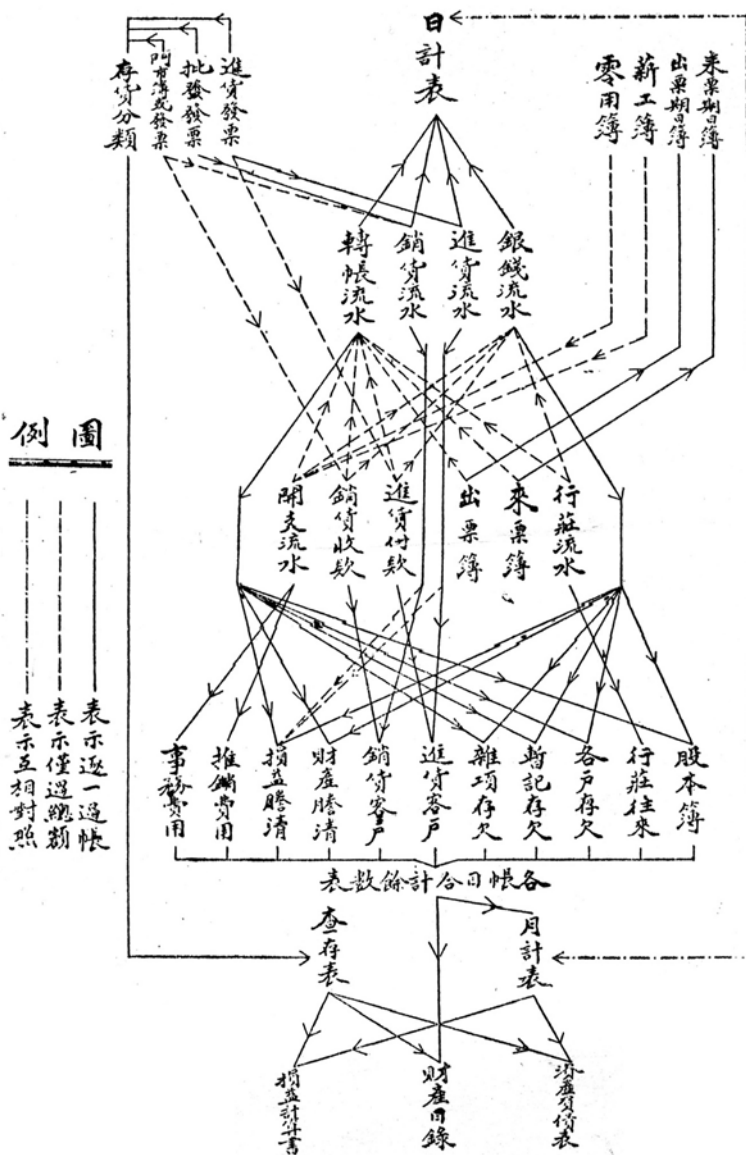 日計表
來票期日簿
出票期日簿
薪工簿
零用簿
進貨發票
批發發票
門市簿或發票
存貨分類
銀錢流水
進貨流水
銷貨流水
轉帳流水
行莊流水
來票簿
出票簿
進貨付款
銷貨收款
開支流水
股本簿
行莊往來
各戶存欠
暫記存欠
雜項存欠
進貨客戶
銷貨客戶
財產謄清
損益謄清
推銷費用
事務費用
各帳日合計餘數表
月計表
查存表
財產目錄
損益計算書
圖例
表示逐一過帳
表示僅過總額
表示互相對照